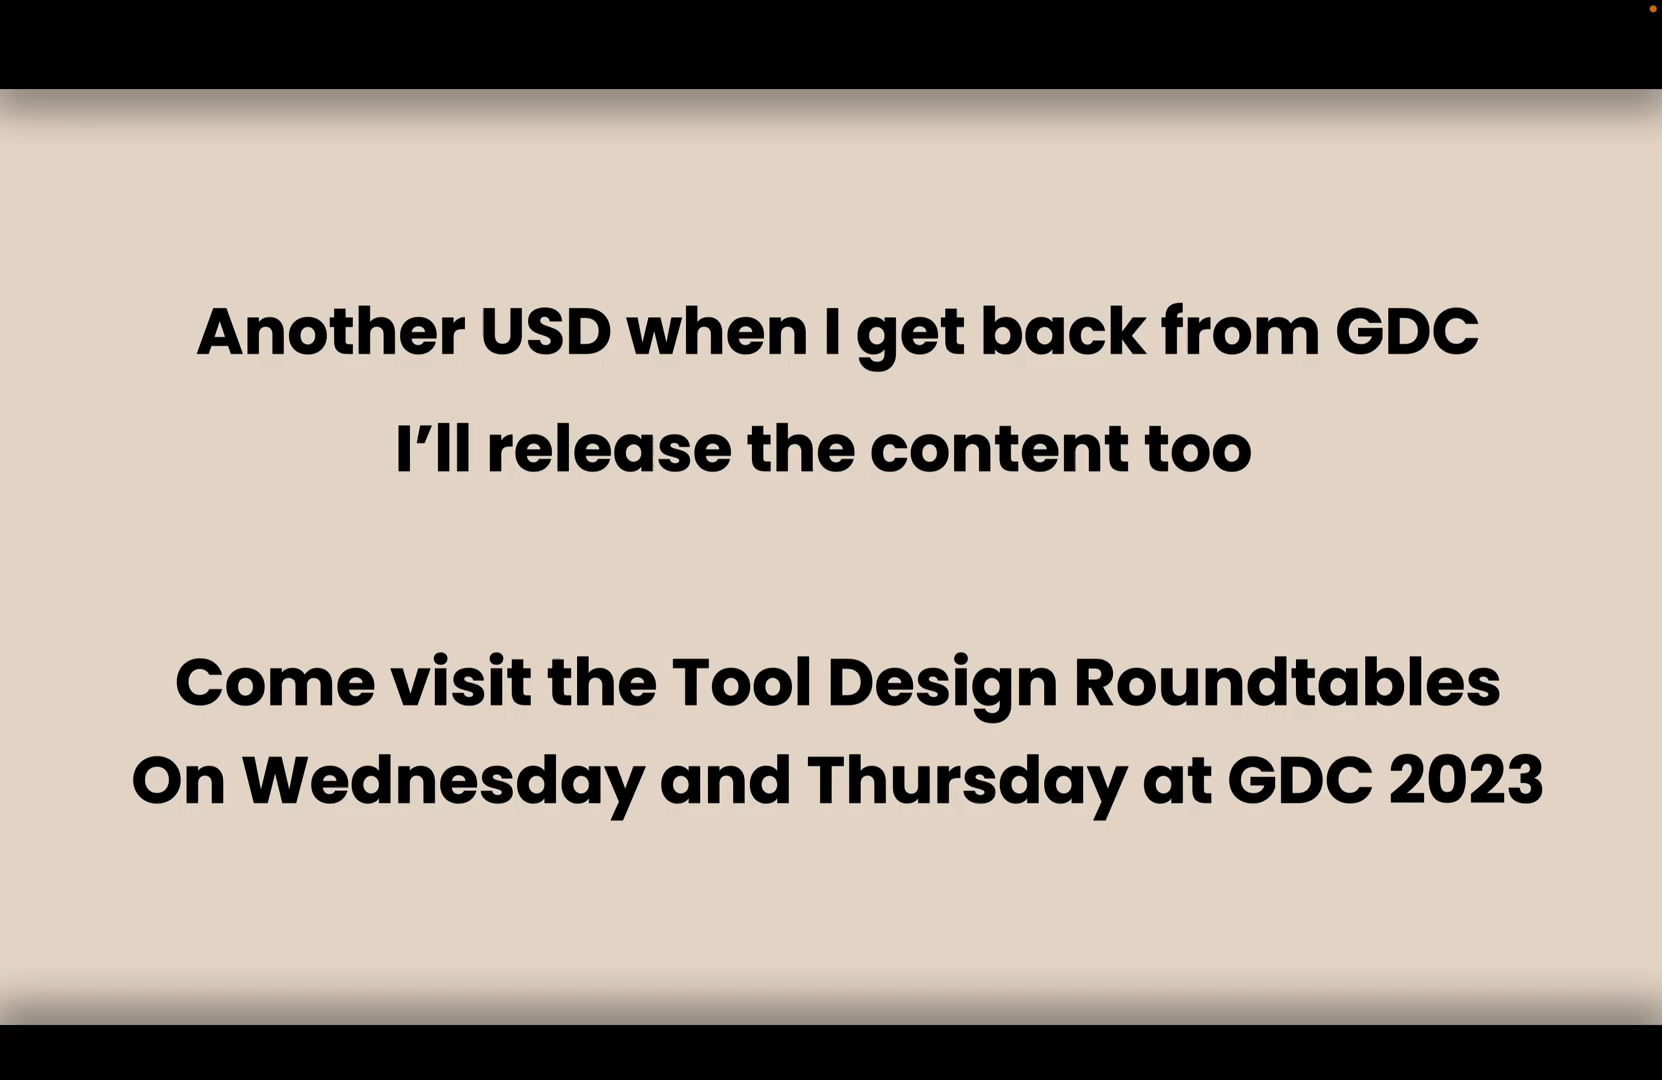 Another USD when I get back from GDC
I’ll release the content too
Come visit the Tool Design Roundtables
On Wednesday and Thursday at GDC 2023